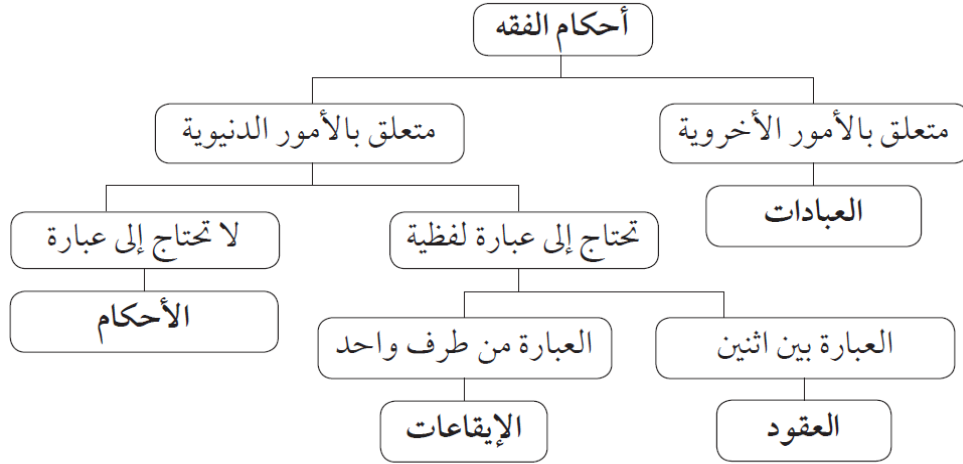 أحكام الفقه
متعلق بالأمور الأخروية
متعلق بالأمور الدنيوية
العبادات
تحتاج إلى عبارة لفظية
لا تحتاج إلى عبارة
الأحكام
العبارة بين اثنين
العبارة من طرف واحد
العقود
الإيقاعات